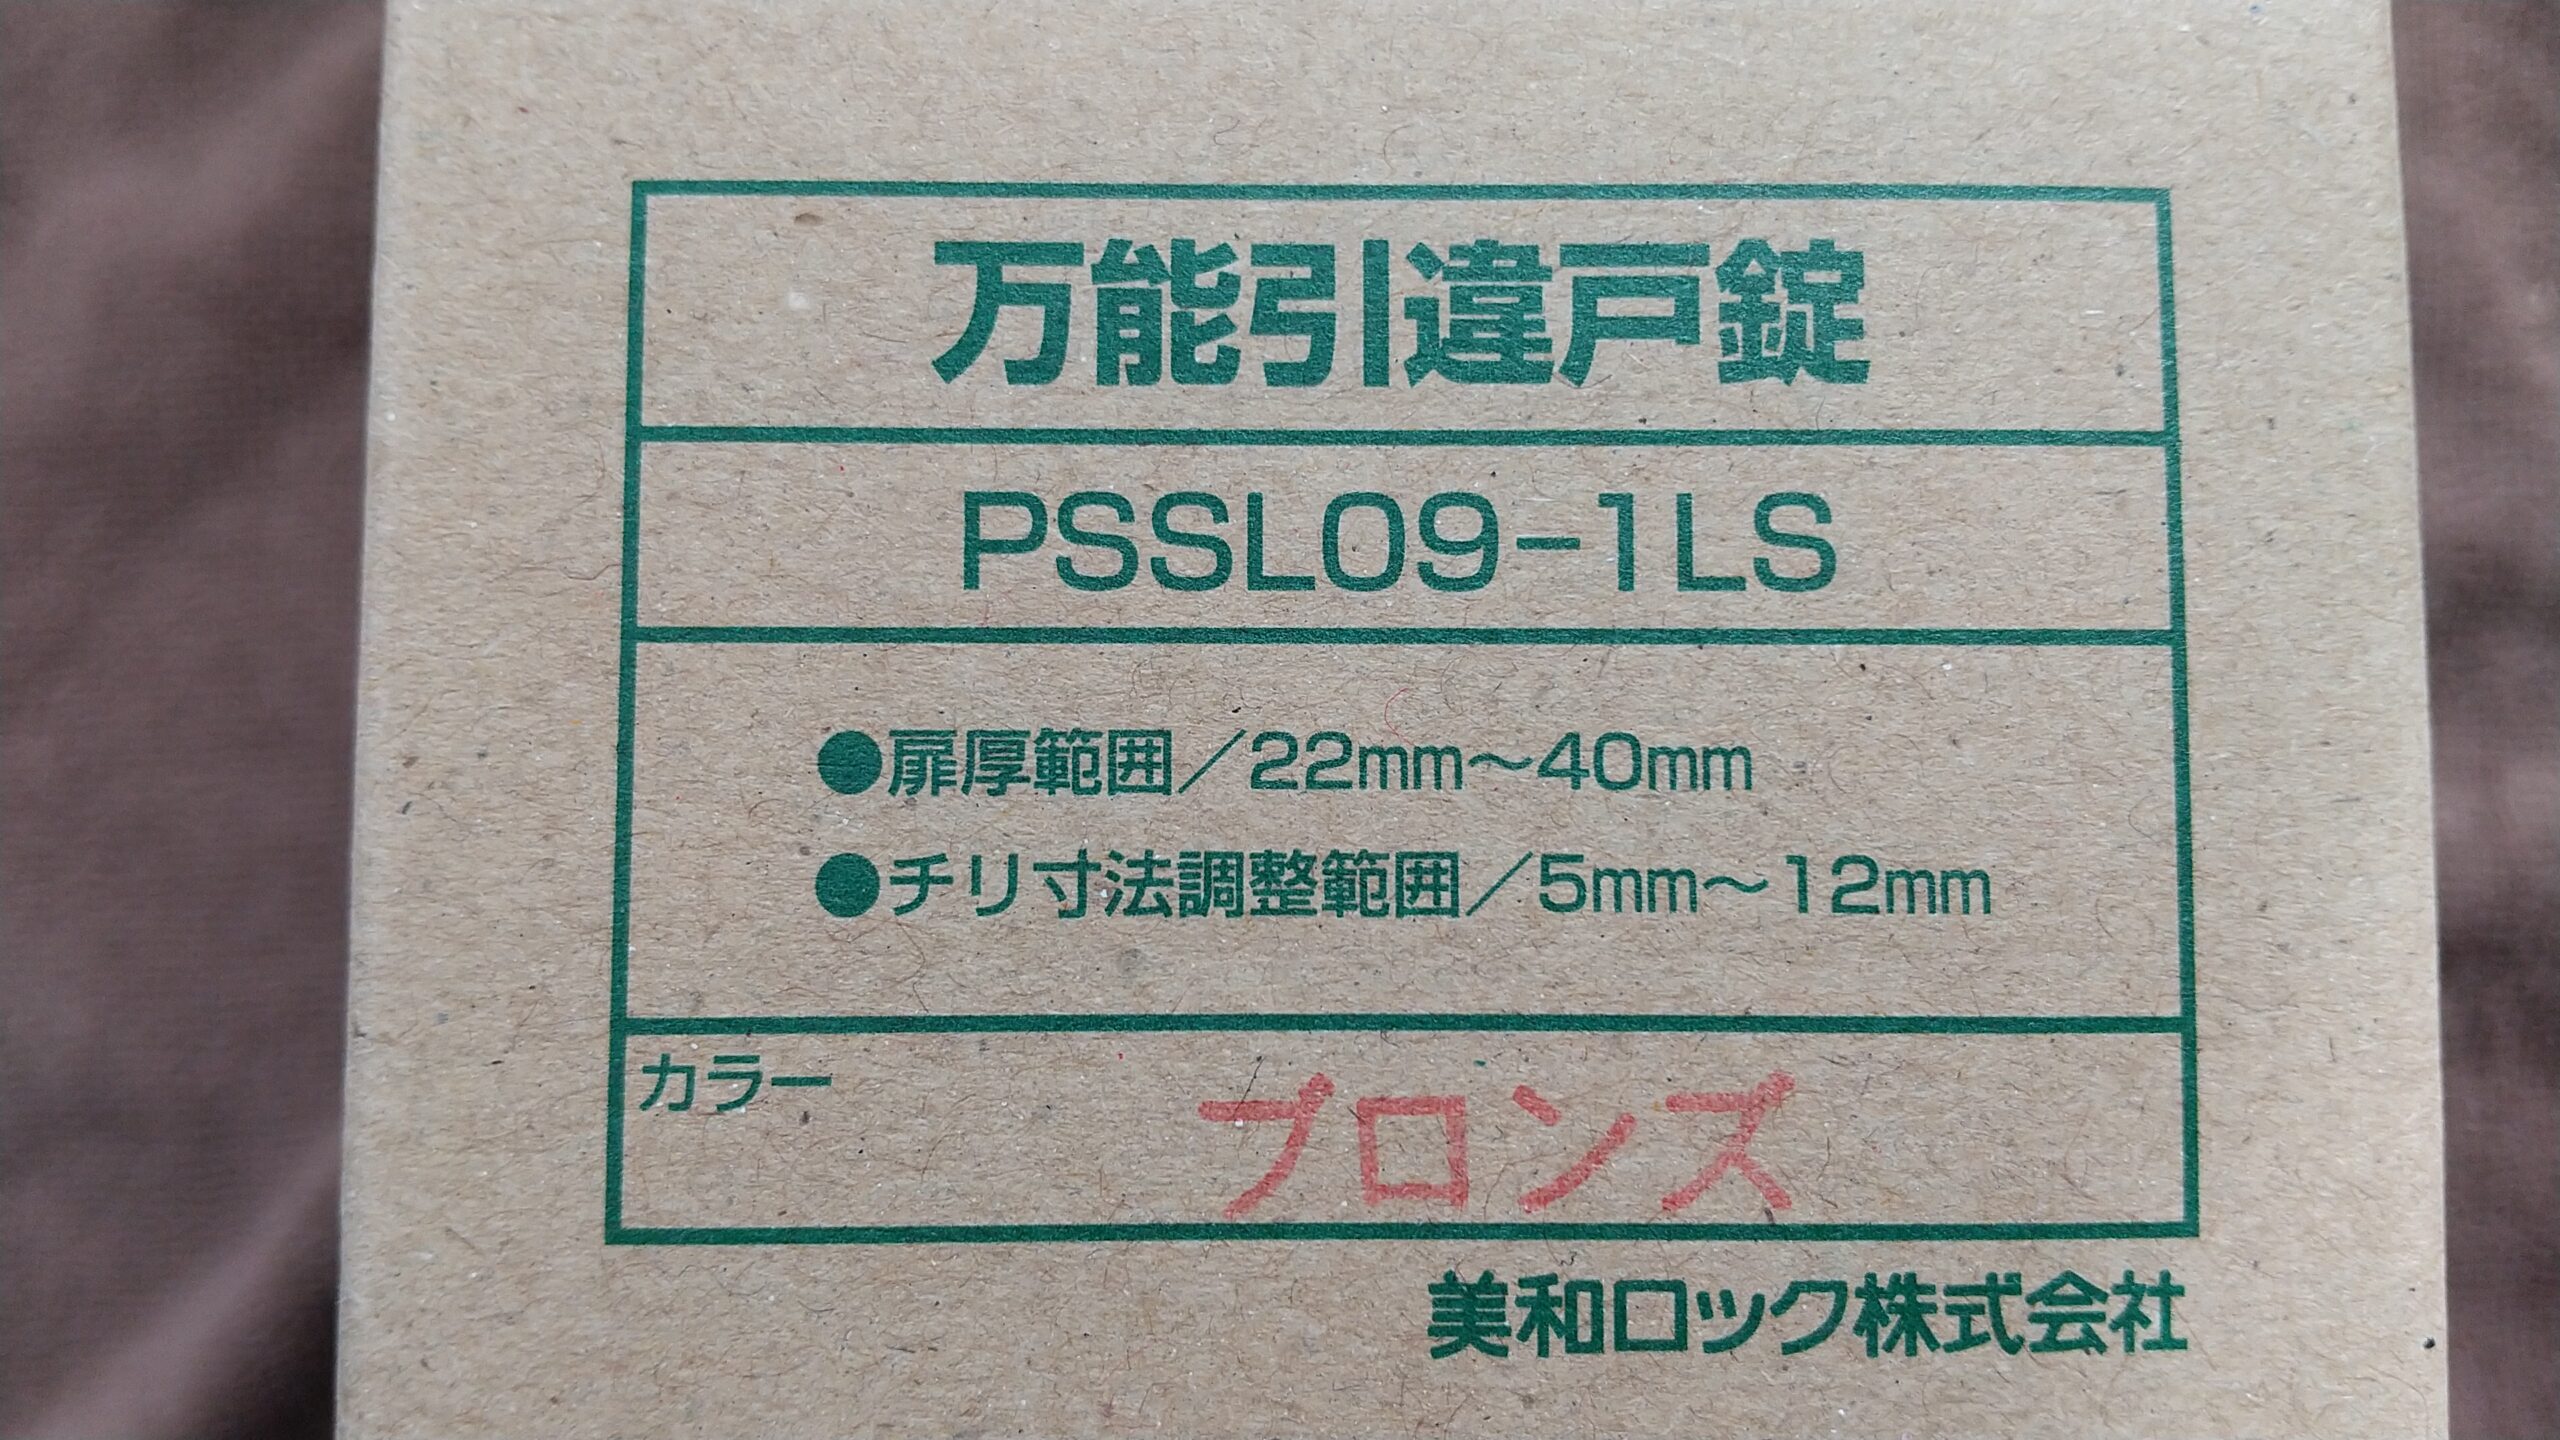 万能引違戸錠
PSSL09-1LS
●扉厚範囲／22mm〜40mm
●チリ寸法調整範囲／5mm〜12mm
カラー
ブロンズ
美和ロック株式会社